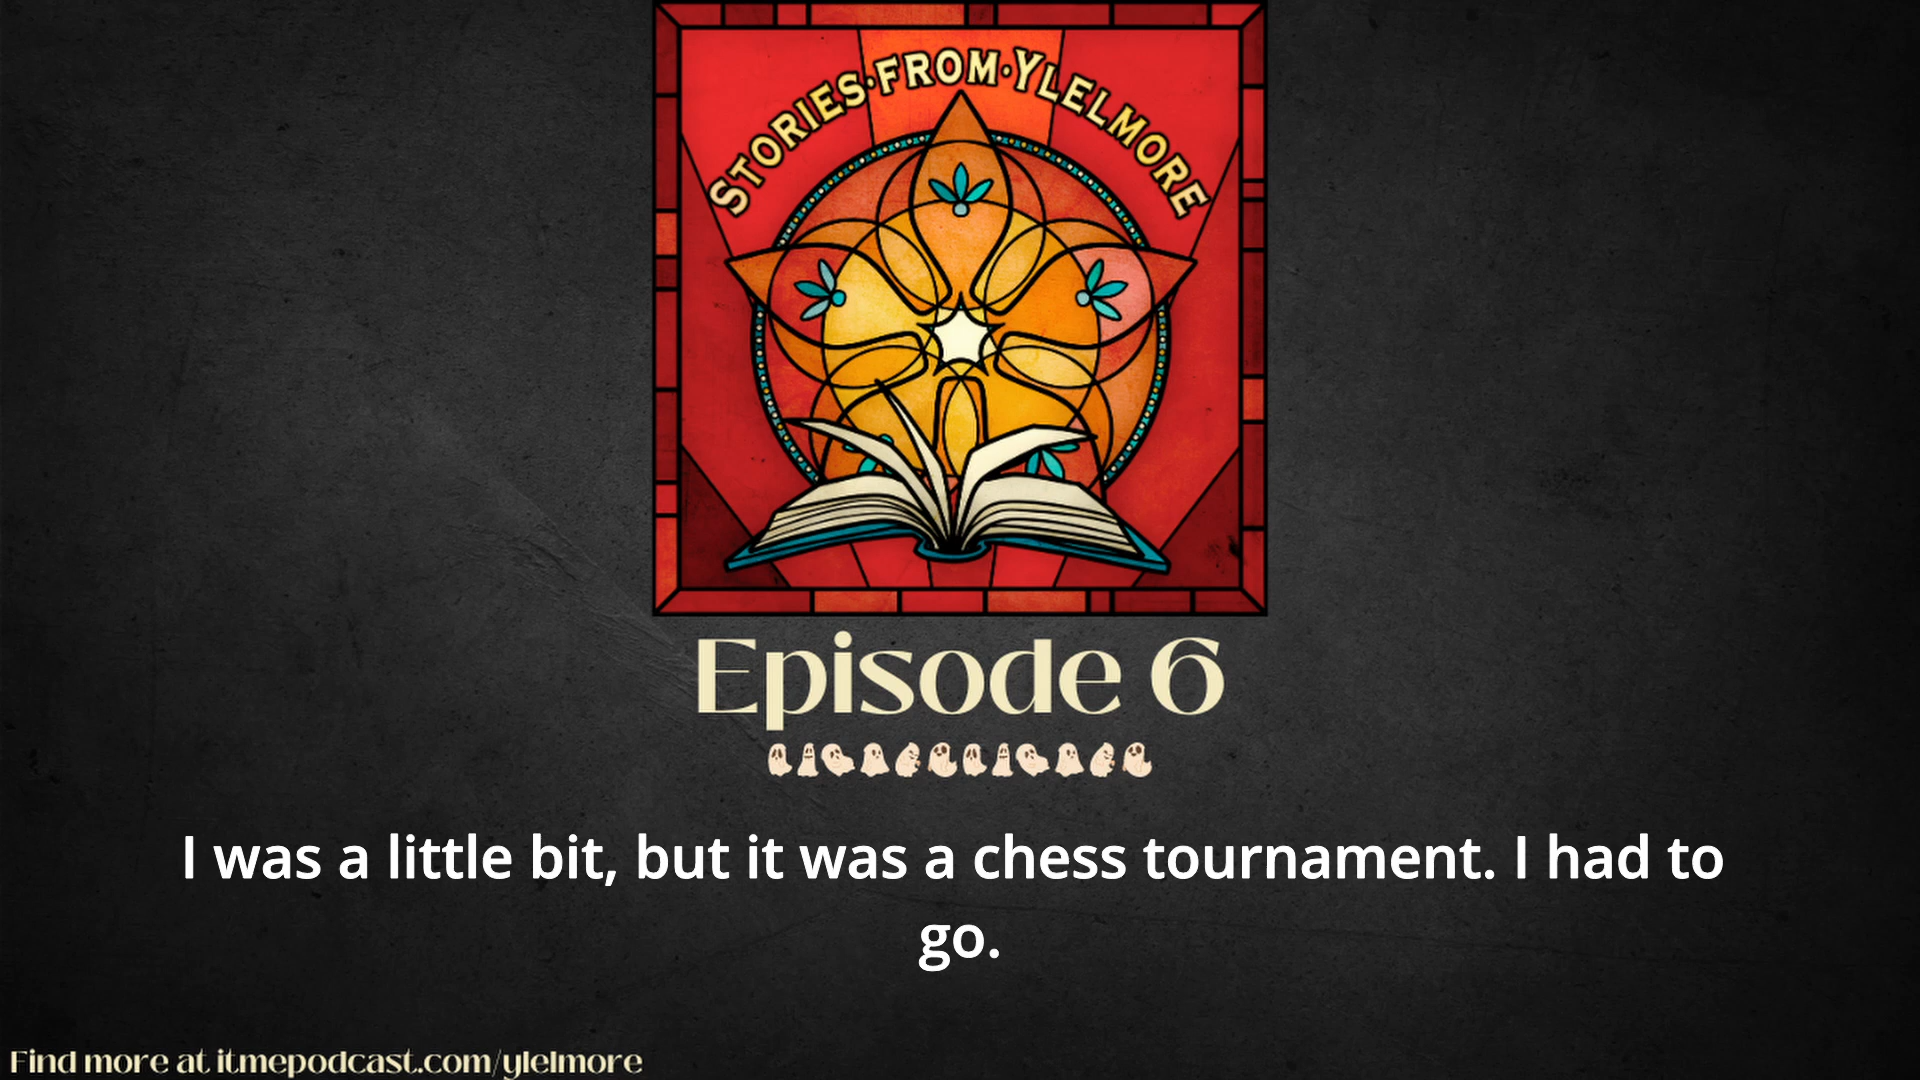 STORIES·FROM·YLELMORE
Episode 6
I was a little bit, but it was a chess tournament. I had to
go.
Find more at itmepodcast.com/ylelmore